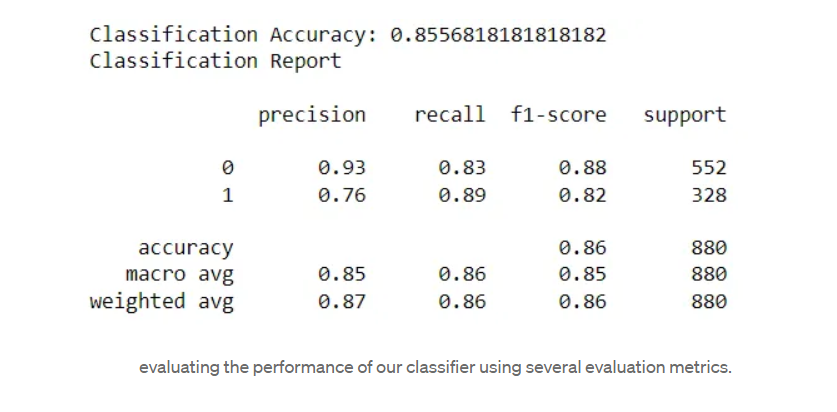 Classification Accuracy: 0.8556818181818182
Classification Report
precision recall f1-score support
0 0.93 0.83 0.88 552
1 0.76 0.89 0.82 328
accuracy 0.86 880
macro avg 0.85 0.86 0.85 880
weighted avg 0.87 0.86 0.86 880
evaluating the performance of our classifier using several evaluation metrics.